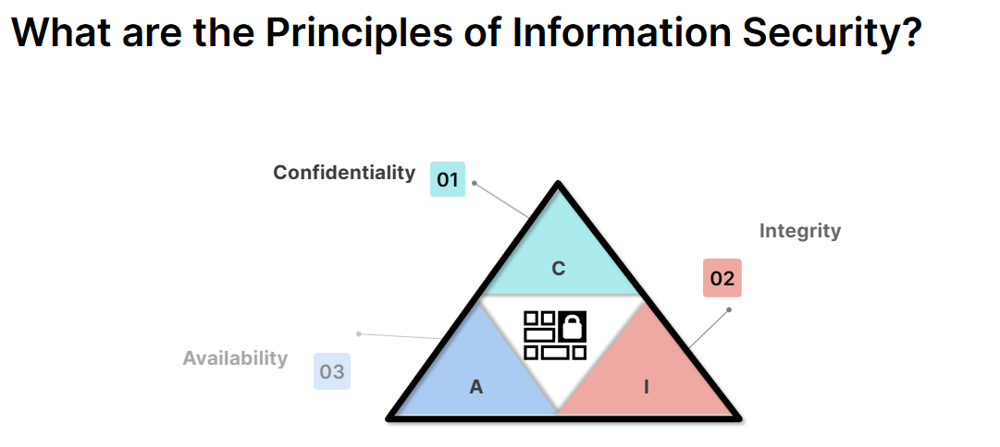 What are the Principles of Information Security?
Confidentiality
01
Integrity
02
C
Availability
03
A
I